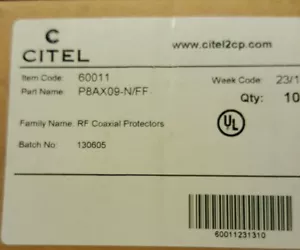 C
CITEL
www.citel2cp.com
Item Code: 60011
Week Code: 23/1
Part Name: P8AX09-N/FF
Qty: 10
Family Name: RF Coaxial Protectors
UL
Batch No: 130605
60011231310